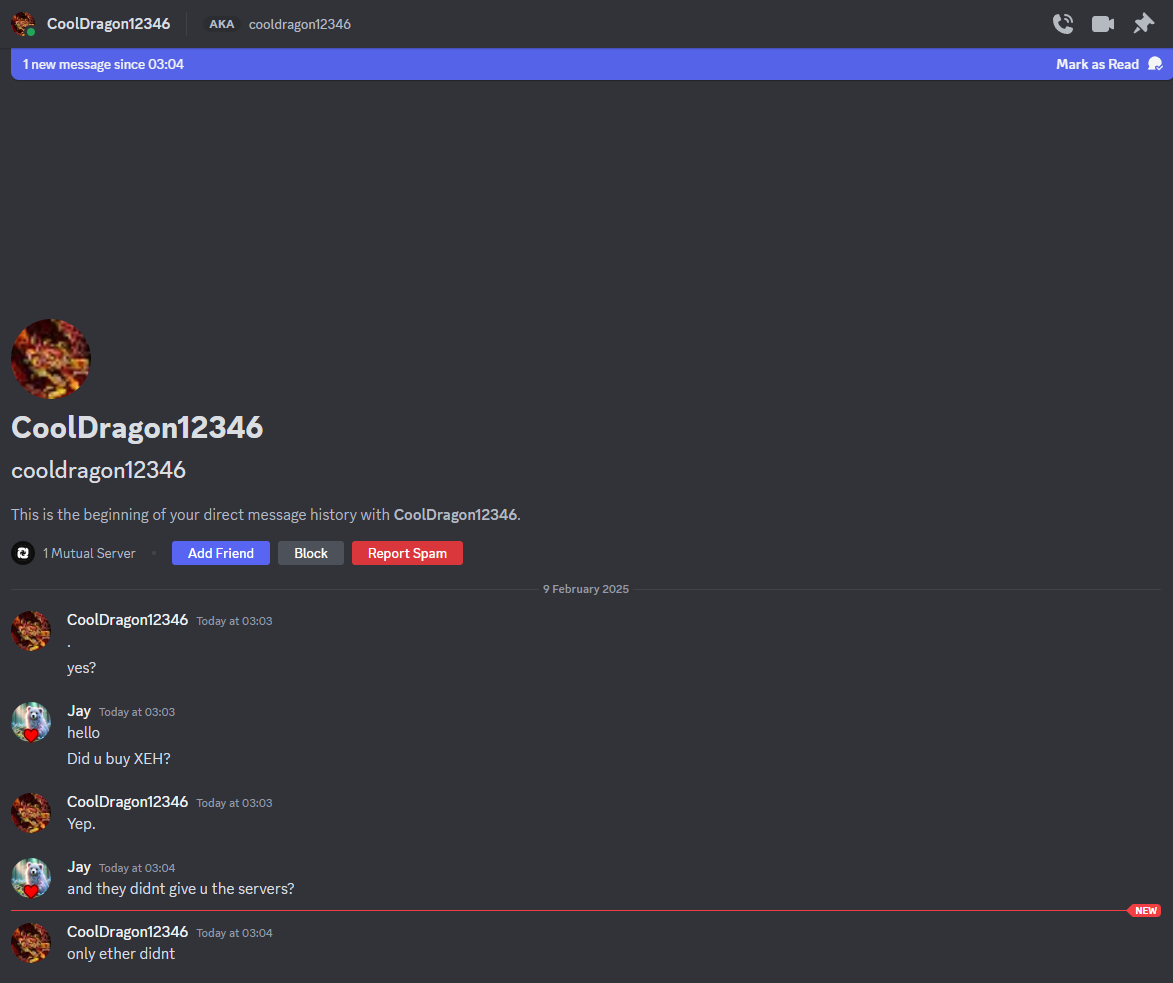 CoolDragon12346 AKA cooldragon12346
1 new message since 03:04 Mark as Read
CoolDragon12346
cooldragon12346
This is the beginning of your direct message history with CoolDragon12346.
1 Mutual Server Add Friend Block Report Spam
9 February 2025
CoolDragon12346 Today at 03:03
.
yes?
Jay Today at 03:03
hello
Did u buy XEH?
CoolDragon12346 Today at 03:03
Yep.
Jay Today at 03:04
and they didnt give u the servers?
NEW
CoolDragon12346 Today at 03:04
only ether didnt